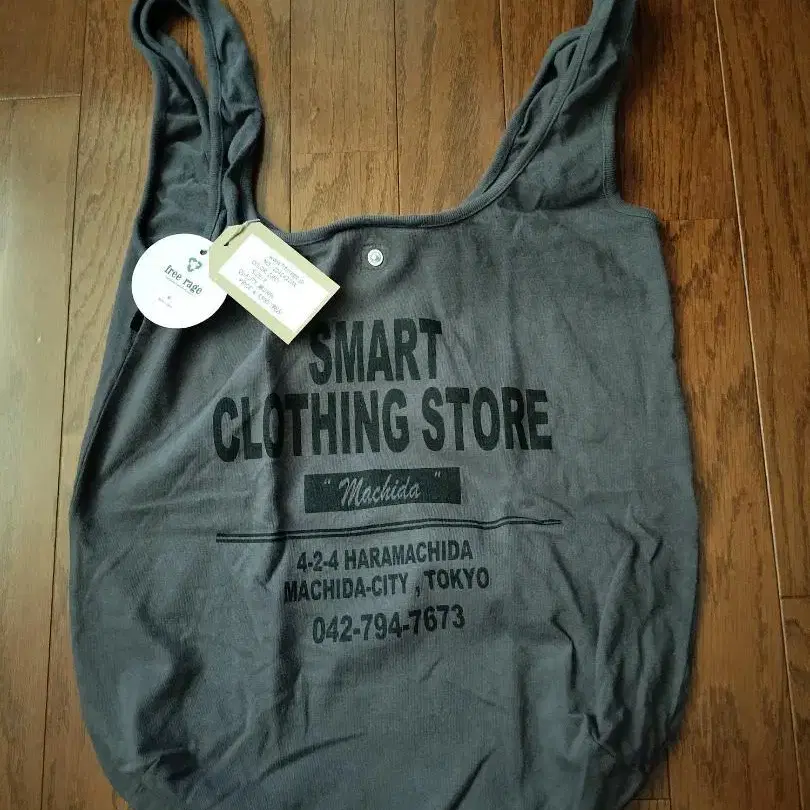 free rage
SMART
CLOTHING STORE
"Machida"
4-2-4 HARAMACHIDA
MACHIDA-CITY , TOKYO
042-794-7673